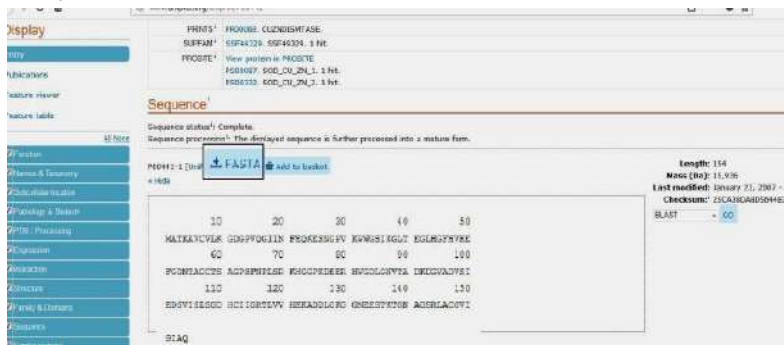 Display
Entry
Publications
Feature viewer
Feature table
All None
Function
Names & Taxonomy
Subcellular location
Pathology & Biotech
PTM / Processing
Expression
Interaction
Structure
Family & Domains
Sequence
PRINTS
PR00068. CUZNDISMTASE.
SUPFAM
SSF49329. SSF49329. 1 hit.
PROSITE
View protein in PROSITE
PS00087. SOD_CU_ZN_1. 1 hit.
PS00332. SOD_CU_ZN_2. 1 hit.
Sequence
Sequence status: Complete.
Sequence processing: The displayed sequence is further processed into a mature form.
FASTA
Add to basket
« Hide
10 20 30 40 50
MATKAVCVLK GDGPVQGIIN FEQKESNGPV KVWGSIKGLT EGLHGFHVHE
60 70 80 90 100
FGDNTAGCTS AGPHFNPLSR KHGGPKDEER HVGDLGNVTA DKDGVADVSI
110 120 130 140 150
EDSVISLSGD HCIIGRTLVV HEKADDLGKG GNEESTKTGN AGSRLACGVI
GIAQ
Length: 154
Mass (Da): 15,936
Last modified: January 23, 2007 -
Checksum:
BLAST
GO